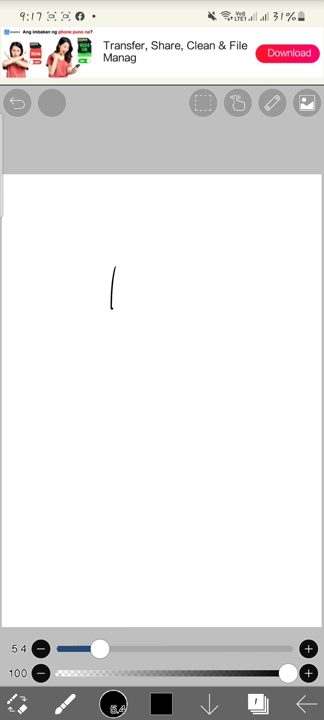 9:17
31%
Ang imbakan ng phone puno na?
Transfer, Share, Clean & File
Manag
Download
5.4
100
5.4
1